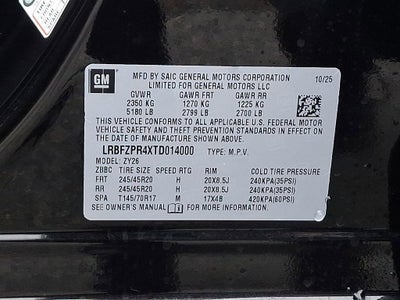 GM
MFD BY SAIC GENERAL MOTORS CORPORATION 10/25
LIMITED FOR GENERAL MOTORS LLC
GVWR GAWR FRT GAWR RR
2350 KG 1270 KG 1225 KG
5180 LB 2799 LB 2700 LB
THIS VEHICLE CONFORMS TO ALL APPLICABLE U.S. FEDERAL MOTOR
VEHICLE SAFETY AND THEFT PREVENTION STANDARDS IN EFFECT ON
THE DATE OF MANUFACTURE SHOWN ABOVE.
LRBFZPR4XTD014000 TYPE: M.P.V.
MODEL: ZY26
ZBBC TIRE SIZE SPEED RTG RIM COLD TIRE PRESSURE
FRT 245/45R20 H 20X8.5J 240KPA(35PSI)
RR 245/45R20 H 20X8.5J 240KPA(35PSI)
SPA T145/70R17 M 17X4B 420KPA(60PSI)
SEE OWNER'S MANUAL FOR ADDITIONAL INFORMATION